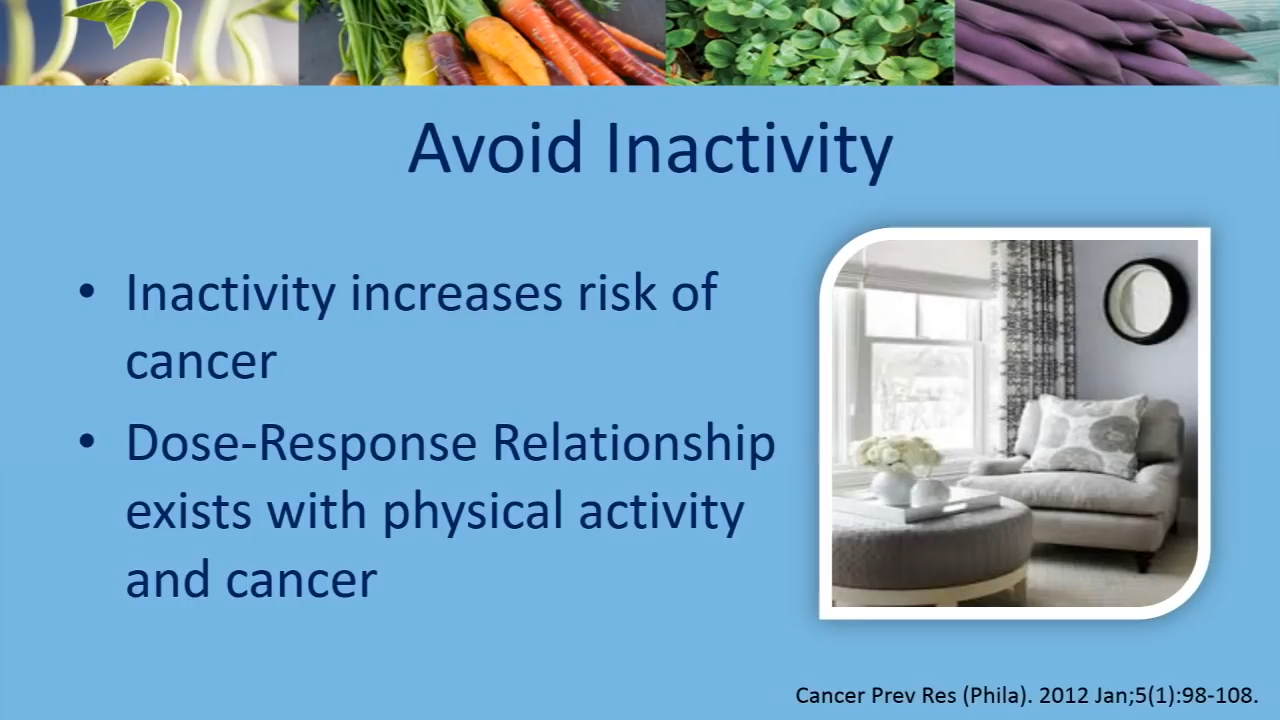 Avoid Inactivity
• Inactivity increases risk of
cancer
• Dose-Response Relationship
exists with physical activity
and cancer
Cancer Prev Res (Phila). 2012 Jan;5(1):98-108.